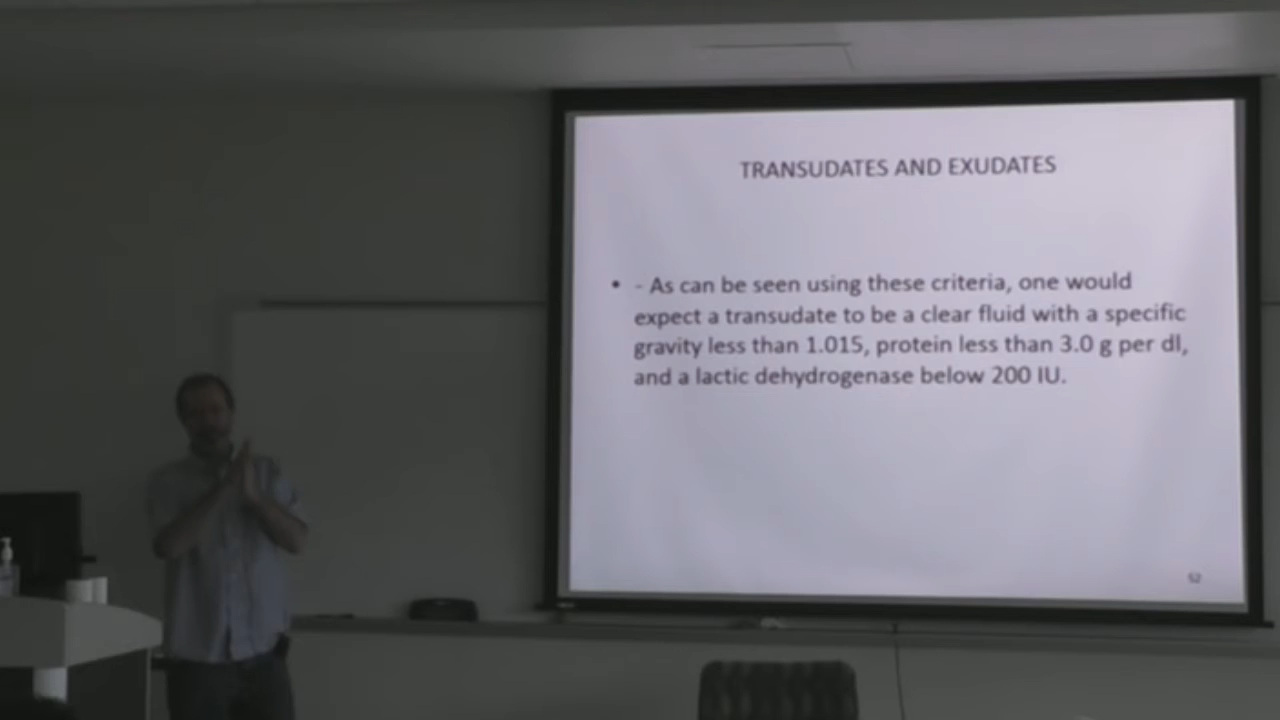 TRANSUDATES AND EXUDATES
• - As can be seen using these criteria, one would
expect a transudate to be a clear fluid with a specific
gravity less than 1.015, protein less than 3.0 g per dl,
and a lactic dehydrogenase below 200 IU.
52